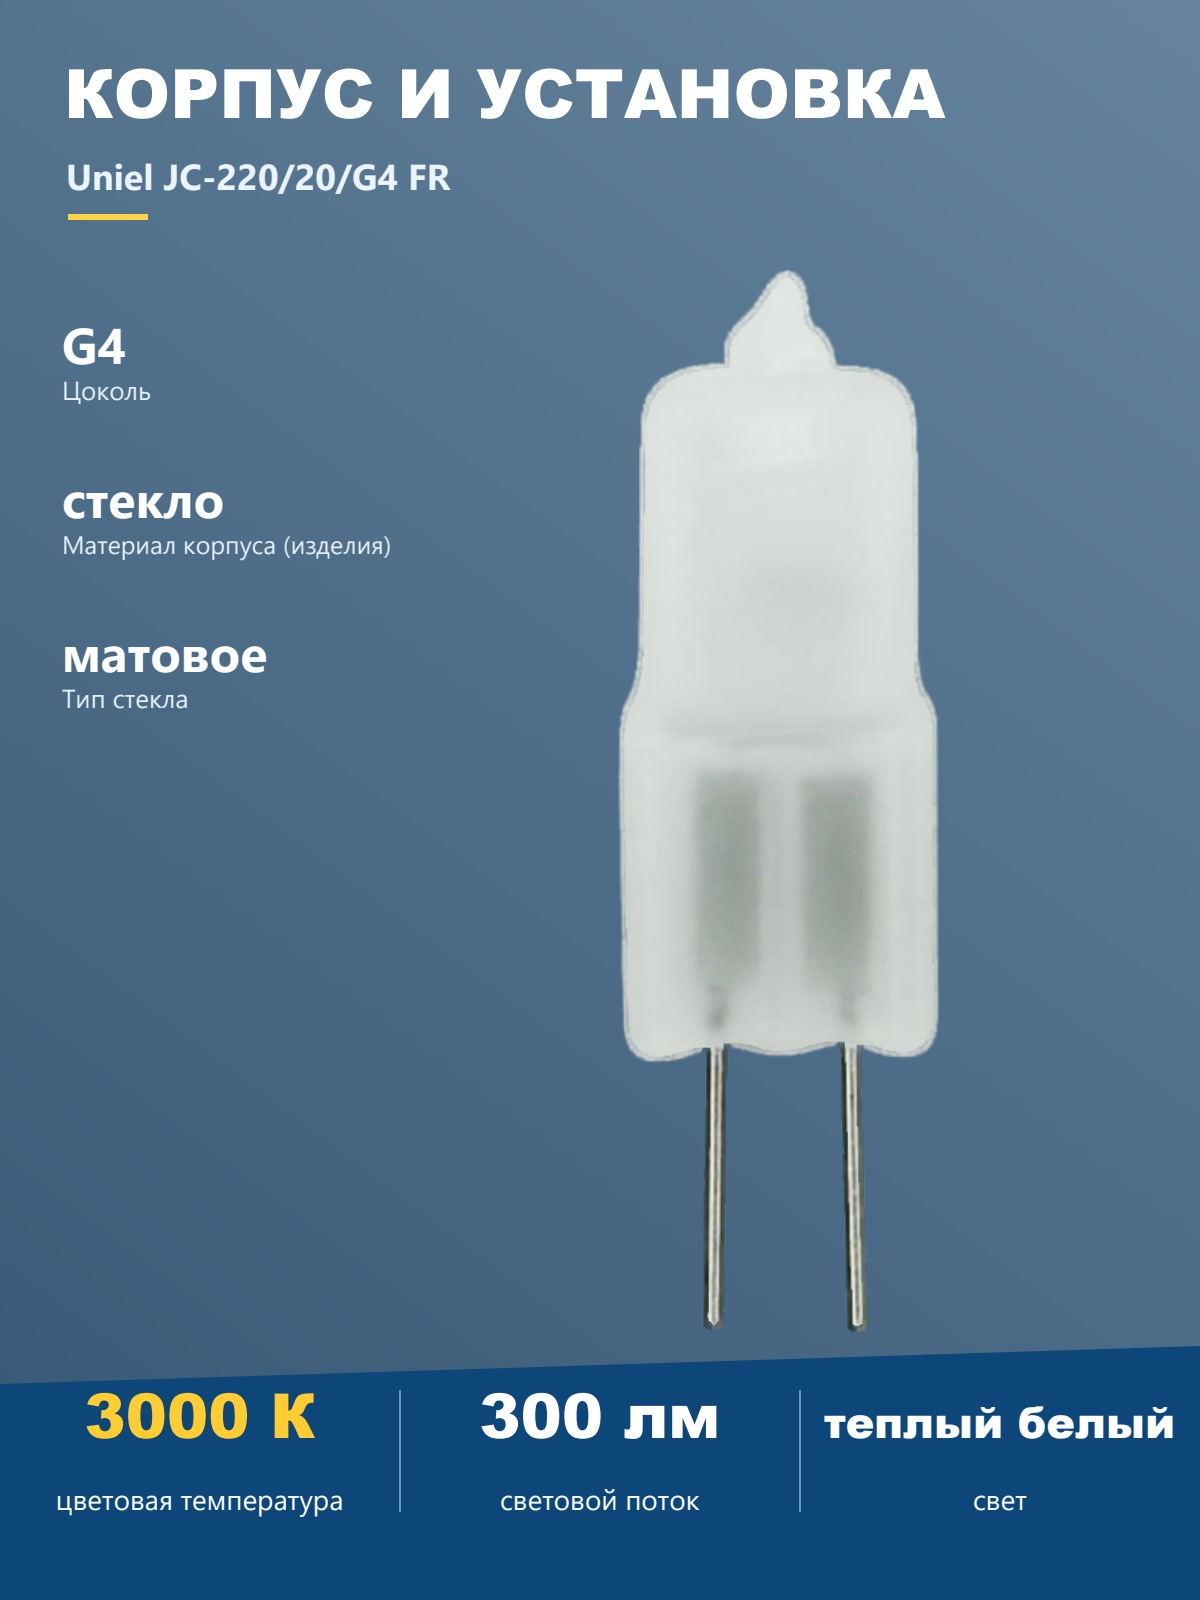 КОРПУС И УСТАНОВКА
Uniel JC-220/20/G4 FR
G4
Цоколь
стекло
Материал корпуса (изделия)
матовое
Тип стекла
3000 К
цветовая температура
300 лм
световой поток
теплый белый
свет